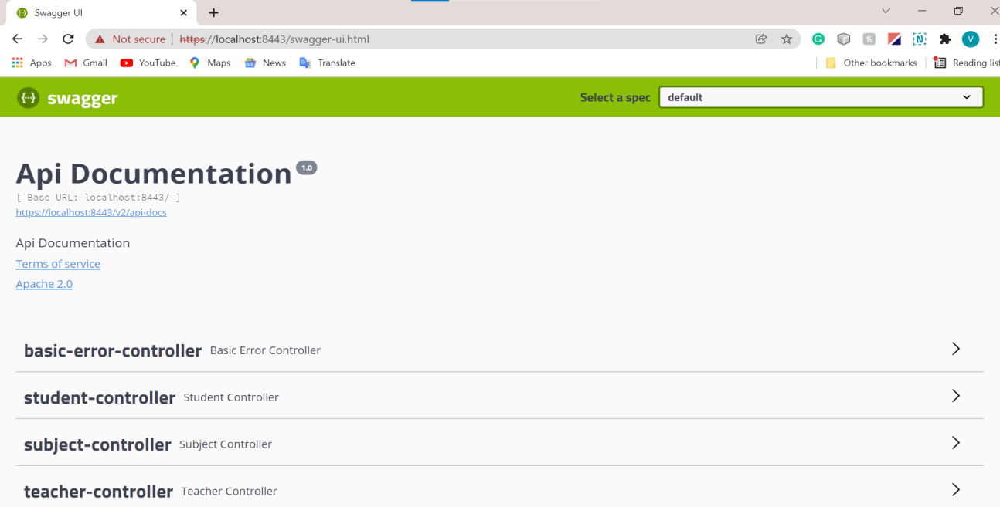 Swagger UI
Not secure https://localhost:8443/swagger-ui.html
V
Apps Gmail YouTube Maps News Translate Other bookmarks Reading list
swagger Select a spec default
Api Documentation 1.0
[ Base URL: localhost:8443/ ]
https://localhost:8443/v2/api-docs
Api Documentation
Terms of service
Apache 2.0
basic-error-controller Basic Error Controller
student-controller Student Controller
subject-controller Subject Controller
teacher-controller Teacher Controller